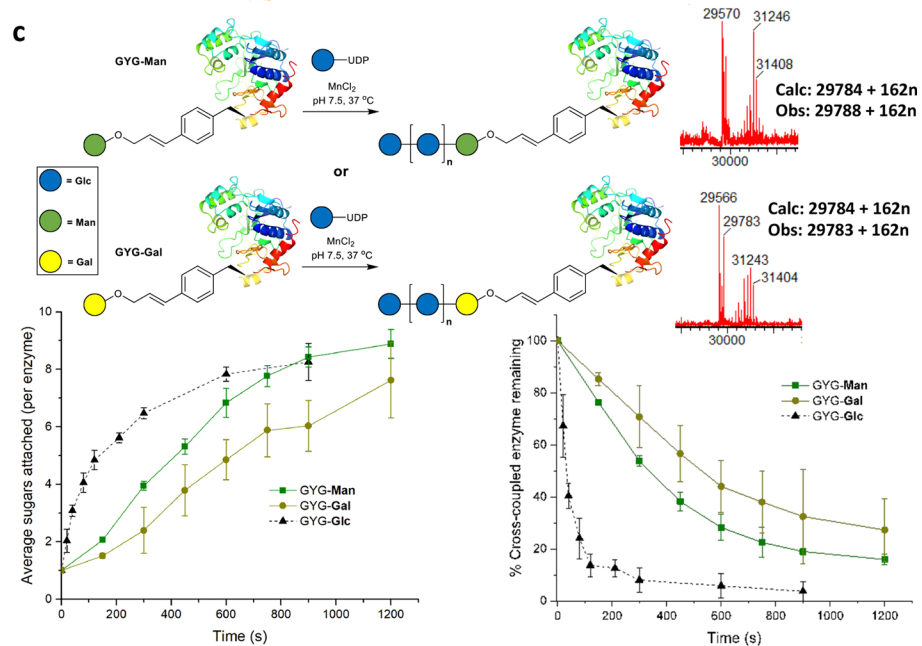 c
GYG-Man
UDP
MnCl2
pH 7.5, 37 °C
O
O
n
29570
31246
31408
30000
Calc: 29784 + 162n
Obs: 29788 + 162n
= Glc
= Man
= Gal
or
GYG-Gal
UDP
MnCl2
pH 7.5, 37 °C
O
O
n
29566
29783
31243
31404
30000
Calc: 29784 + 162n
Obs: 29783 + 162n
Average sugars attached (per enzyme)
10
8
6
4
2
0
0
200
400
600
800
1000
1200
Time (s)
GYG-Man
GYG-Gal
GYG-Glc
% Cross-coupled enzyme remaining
100
80
60
40
20
0
0
200
400
600
800
1000
1200
Time (s)
GYG-Man
GYG-Gal
GYG-Glc